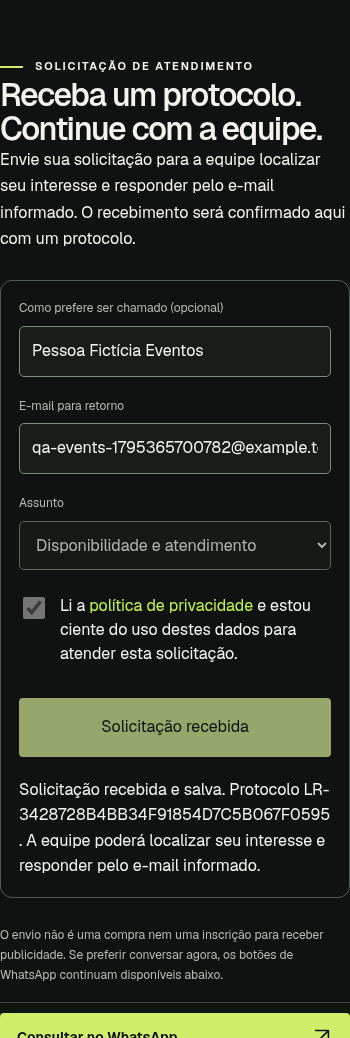 SOLICITAÇÃO DE ATENDIMENTO
Receba um protocolo.
Continue com a equipe.
Envie sua solicitação para a equipe localizar
seu interesse e responder pelo e-mail
informado. O recebimento será confirmado aqui
com um protocolo.
Como prefere ser chamado (opcional)
Pessoa Fictícia Eventos
E-mail para retorno
qa-events-1795365700782@example.t
Assunto
Disponibilidade e atendimento
Li a política de privacidade e estou
ciente do uso destes dados para
atender esta solicitação.
Solicitação recebida
Solicitação recebida e salva. Protocolo LR-
3428728B4BB34F91854D7C5B067F0595
. A equipe poderá localizar seu interesse e
responder pelo e-mail informado.
O envio não é uma compra nem uma inscrição para receber
publicidade. Se preferir conversar agora, os botões de
WhatsApp continuam disponíveis abaixo.
Consultar no WhatsApp